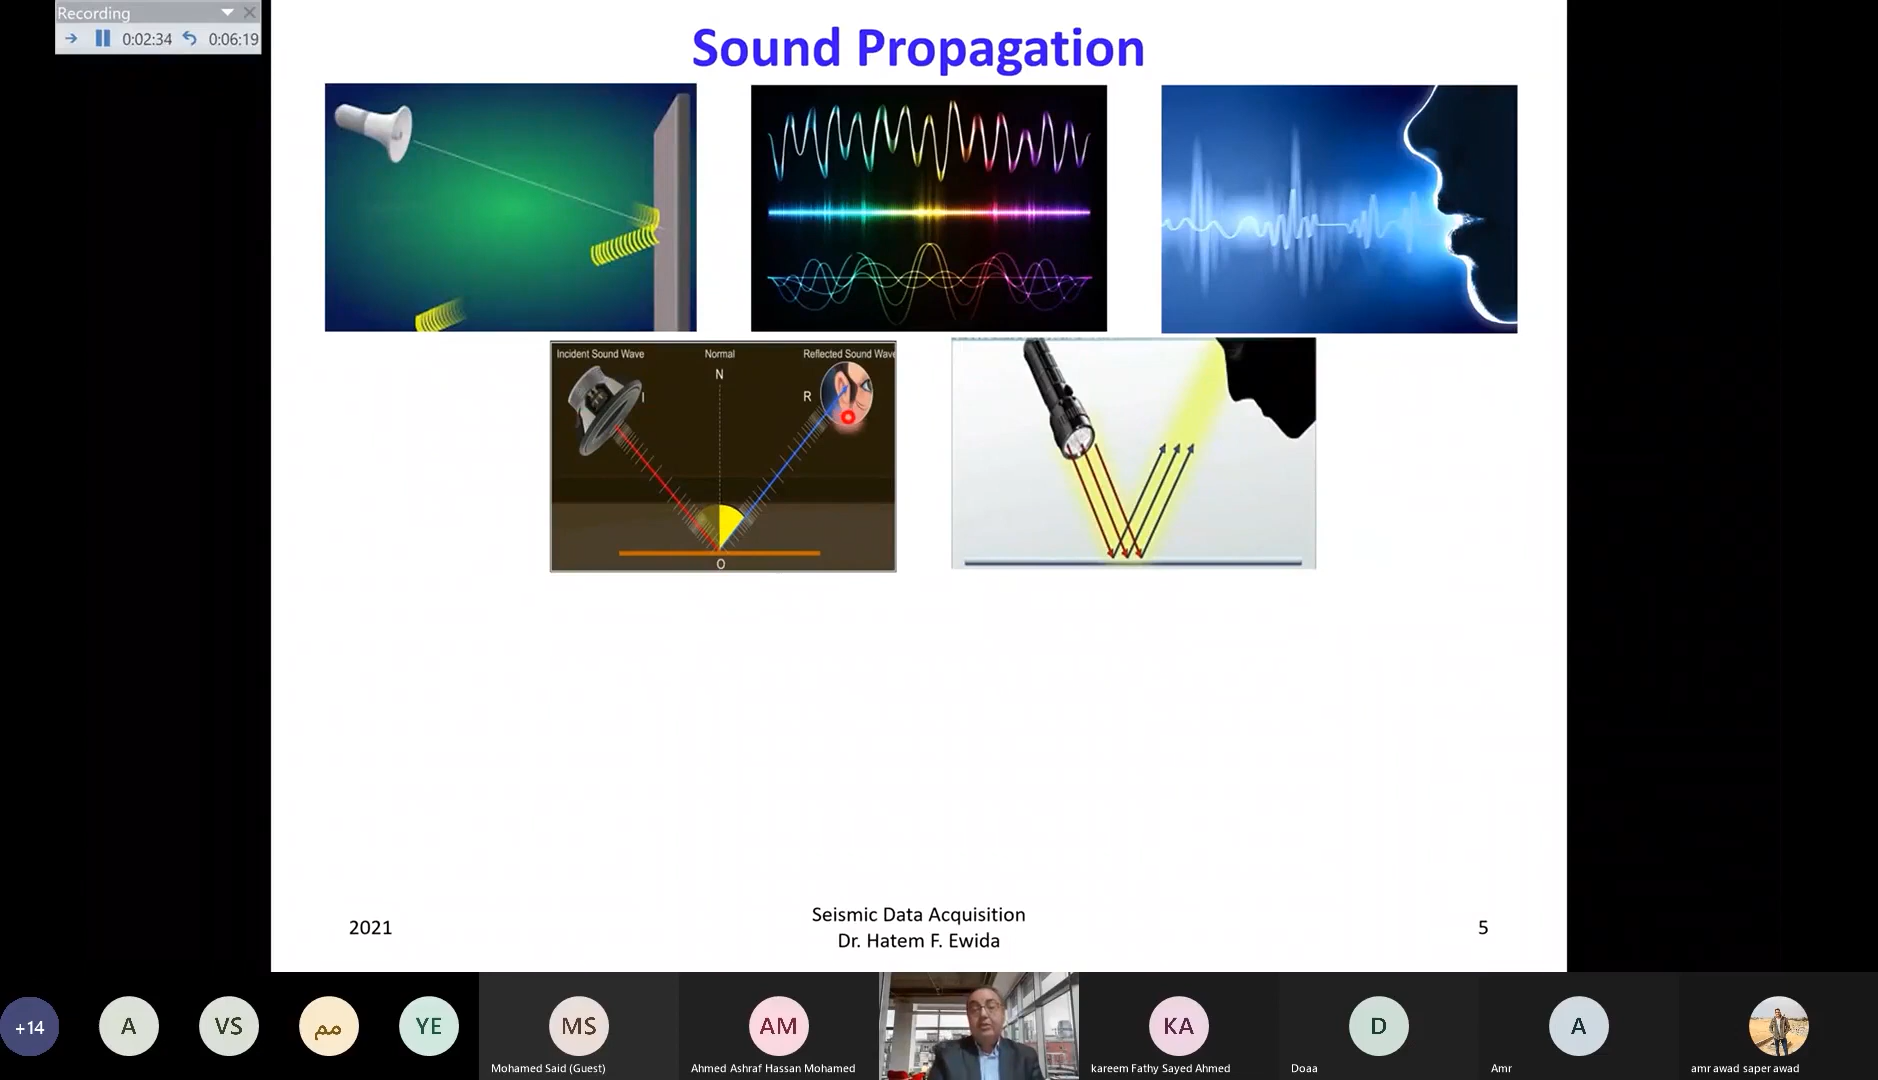 Recording
0:02:34 0:06:19
Sound Propagation
Incident Sound Wave Normal Reflected Sound Wave
N
I
R
O
2021
Seismic Data Acquisition
Dr. Hatem F. Ewida
5
+14
A
VS
مم
YE
MS
Mohamed Said (Guest)
AM
Ahmed Ashraf Hassan Mohamed
KA
kareem Fathy Sayed Ahmed
D
Doaa
A
Amr
amr awad saper awad